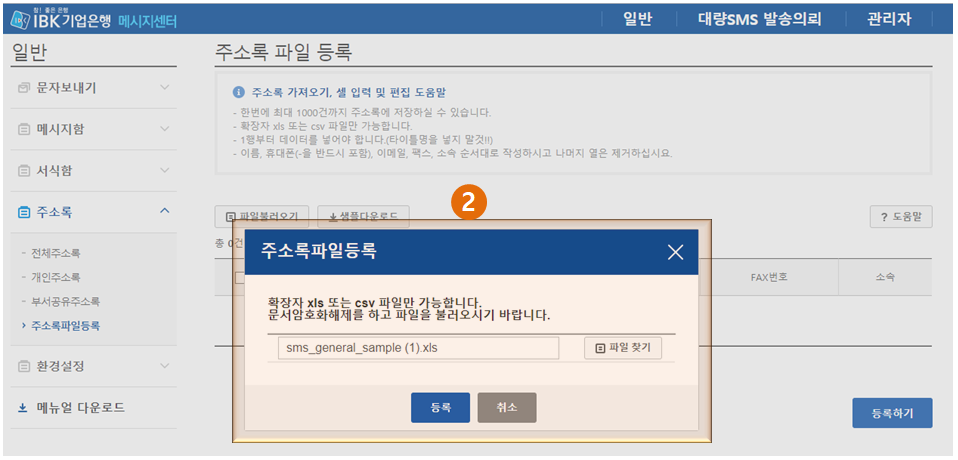 참! 좋은 은행
IBK기업은행 메시지센터
일반
대량SMS 발송의뢰
관리자
일반
문자보내기
메시지함
서식함
주소록
- 전체주소록
- 개인주소록
- 부서공유주소록
› 주소록파일등록
환경설정
메뉴얼 다운로드
주소록 파일 등록
주소록 가져오기, 셀 입력 및 편집 도움말
- 한번에 최대 1000건까지 주소록에 저장하실 수 있습니다.
- 확장자 xls 또는 csv 파일만 가능합니다.
- 1행부터 데이터를 넣어야 합니다.(타이틀명을 넣지 말것!!)
- 이름, 휴대폰(-을 반드시 포함), 이메일, 팩스, 소속 순서대로 작성하시고 나머지 열은 제거하십시요.
2
파일불러오기
샘플다운로드
? 도움말
총 0건
FAX번호
소속
주소록파일등록
확장자 xls 또는 csv 파일만 가능합니다.
문서암호화해제를 하고 파일을 불러오시기 바랍니다.
sms_general_sample (1).xls
파일 찾기
등록
취소
등록하기